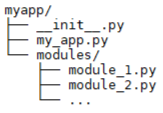 myapp/
├── __init__.py
├── my_app.py
└── modules/
    ├── module_1.py
    ├── module_2.py
    └── ...